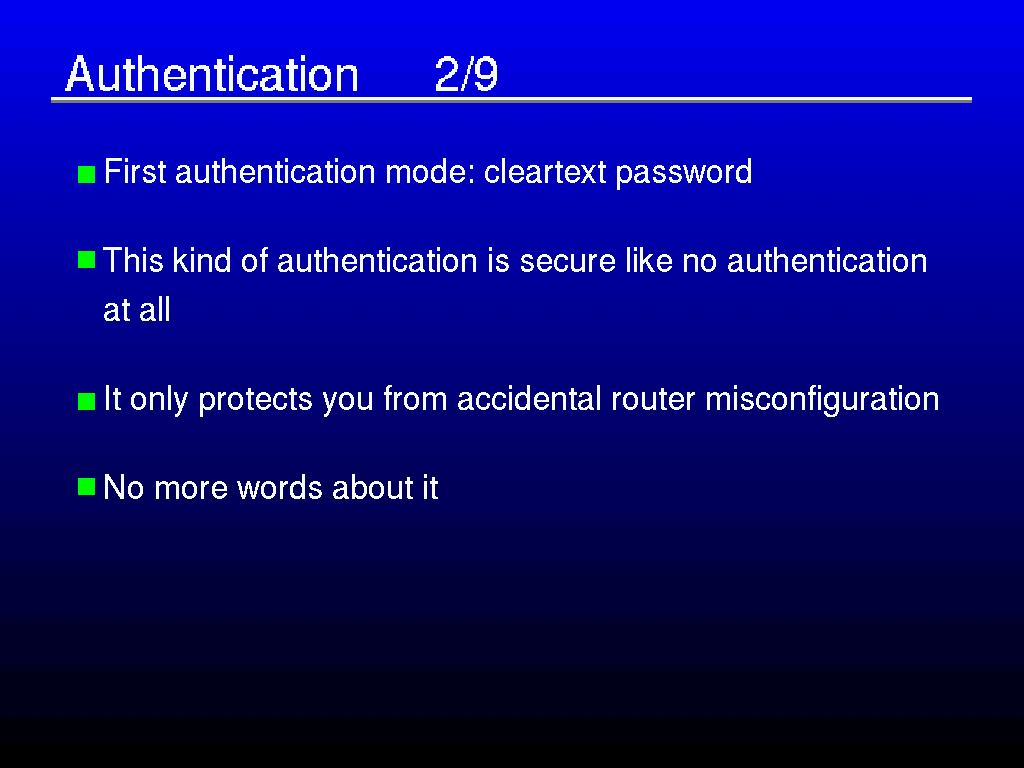 Authentication 2/9
First authentication mode: cleartext password
This kind of authentication is secure like no authentication
at all
It only protects you from accidental router misconfiguration
No more words about it